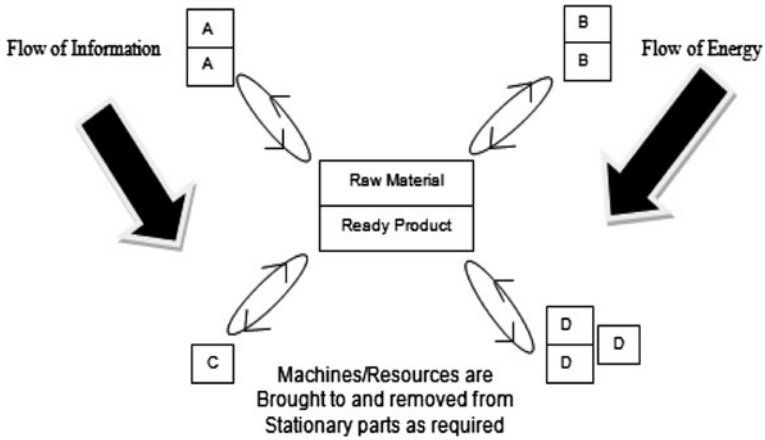 A
A
B
B
Flow of Information
Flow of Energy
Raw Material
Ready Product
C
D
D
D
Machines/Resources are
Brought to and removed from
Stationary parts as required